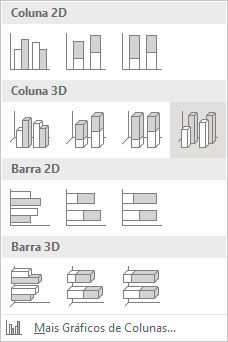 Coluna 2D
Coluna 3D
Barra 2D
Barra 3D
Mais Gráficos de Colunas...